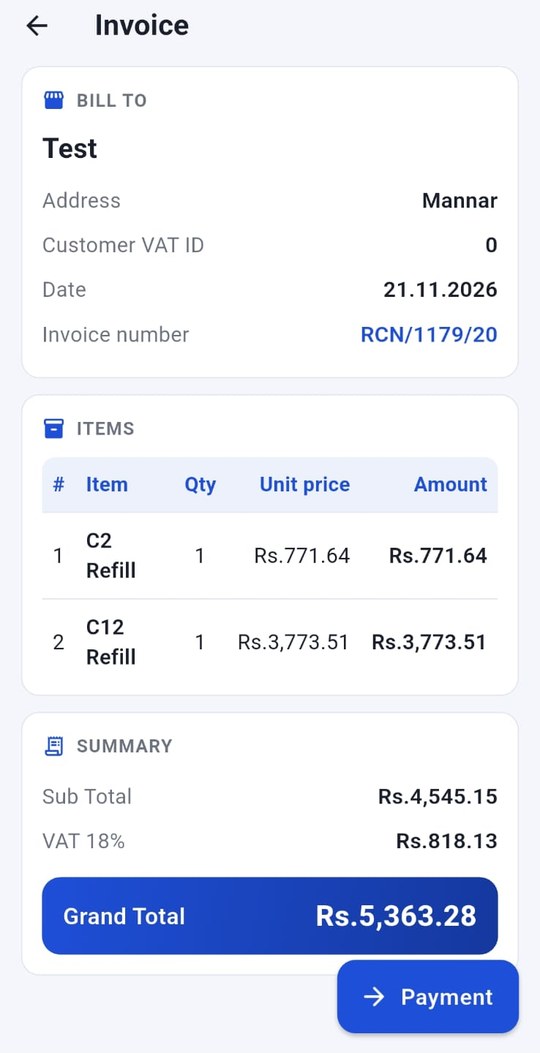 Invoice
BILL TO
Test
Address Mannar
Customer VAT ID 0
Date 21.11.2026
Invoice number RCN/1179/20
ITEMS
# Item Qty Unit price Amount
1 C2 Refill 1 Rs.771.64 Rs.771.64
2 C12 Refill 1 Rs.3,773.51 Rs.3,773.51
SUMMARY
Sub Total Rs.4,545.15
VAT 18% Rs.818.13
Grand Total Rs.5,363.28
Payment